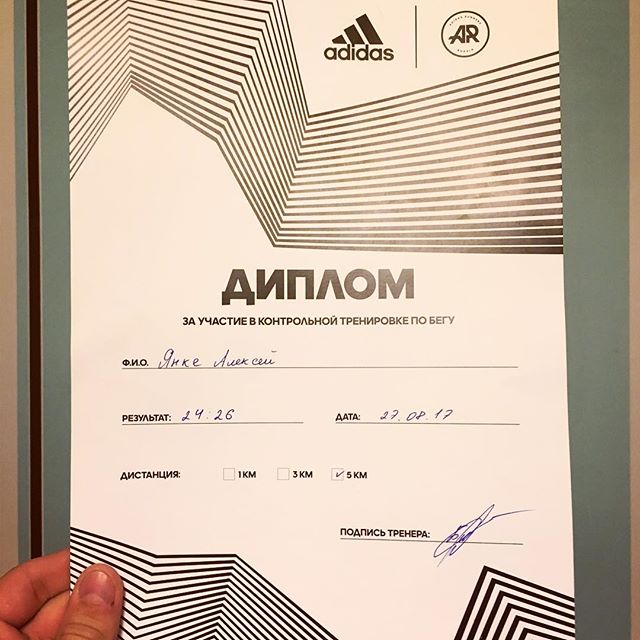 adidas
AR
ДИПЛОМ
ЗА УЧАСТИЕ В КОНТРОЛЬНОЙ ТРЕНИРОВКЕ ПО БЕГУ
Ф.И.О. Янке Алексей
РЕЗУЛЬТАТ: 24:26 ДАТА: 27.08.17
ДИСТАНЦИЯ: 1 КМ 3 КМ 5 КМ
ПОДПИСЬ ТРЕНЕРА: